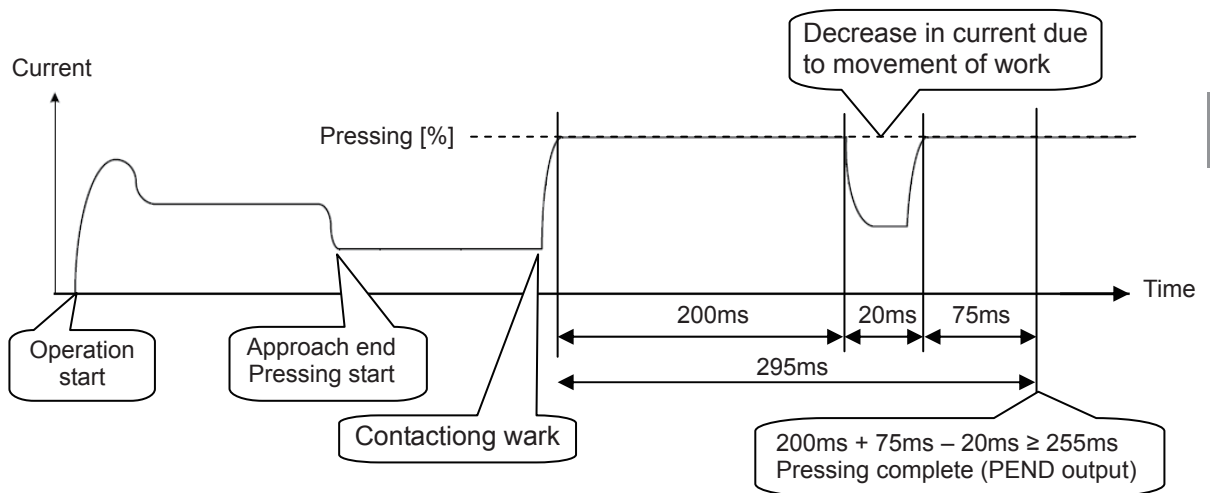 Decrease in current due
to movement of work
Current
Pressing [%]
Time
200ms
20ms
75ms
295ms
Operation
start
Approach end
Pressing start
Contactiong wark
200ms + 75ms – 20ms ≥ 255ms
Pressing complete (PEND output)